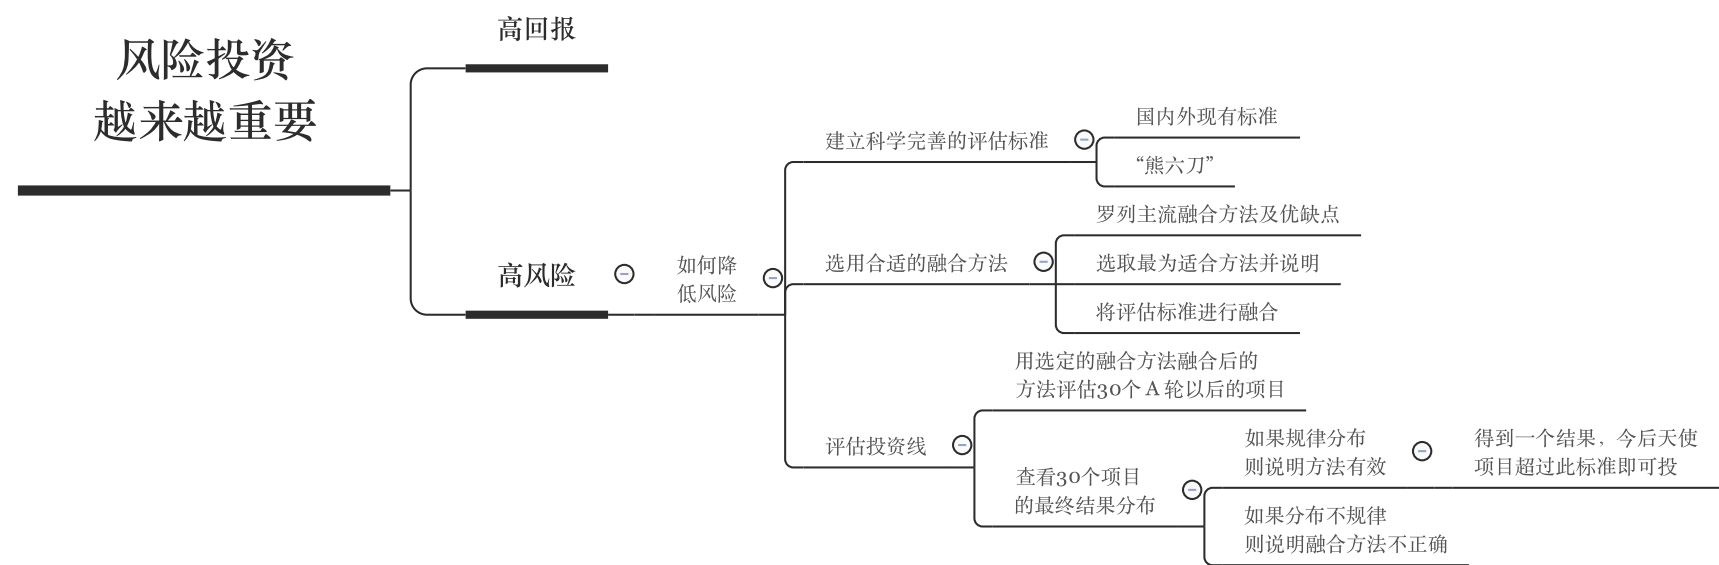 风险投资
越来越重要
高回报
高风险
如何降
低风险
建立科学完善的评估标准
国内外现有标准
“熊六刀”
选用合适的融合方法
罗列主流融合方法及优缺点
选取最为适合方法并说明
将评估标准进行融合
评估投资线
用选定的融合方法融合后的
方法评估30个 A 轮以后的项目
查看30个项目
的最终结果分布
如果规律分布
则说明方法有效
得到一个结果，今后天使
项目超过此标准即可投
如果分布不规律
则说明融合方法不正确